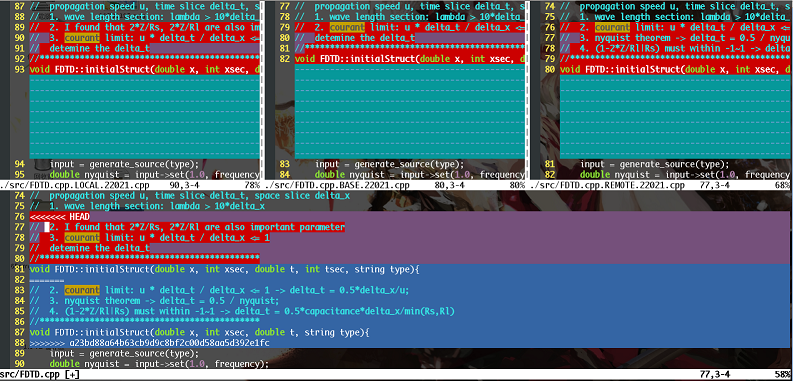 87 //  propagation speed u, time slice delta_t, s
88 //  1. wave length section: lambda > 10*delta_
89 //  2. I found that 2*Z/Rs, 2*Z/Rl are also im
90 //  3. courant limit: u * delta_t / delta_x <=
91 //  detemine the delta_t
92 //******************************************
93 void FDTD::initialStruct(double x, int xsec, d
94     input = generate_source(type);
95     double nyquist = input->set(1.0, frequency
./src/FDTD.cpp.LOCAL.22021.cpp   90,3-4   78%
77 //  propagation speed u, time slice delta_t, s
78 //  1. wave length section: lambda > 10*delta_
79 //  2. courant limit: u * delta_t / delta_x <=
80 //  detemine the delta_t
81 //******************************************
82 void FDTD::initialStruct(double x, int xsec, d
83     input = generate_source(type);
84     double nyquist = input->set(1.0, frequency
./src/FDTD.cpp.BASE.22021.cpp   80,3-4   80%
74 //  propagation speed u, time slice delta_t, s
75 //  1. wave length section: lambda > 10*delta_
77 //  2. courant limit: u * delta_t / delta_x <=
78 //  3. nyquist theorem -> delta_t = 0.5 / nyqu
78 //  4. (1-2*Z/Rl|Rs) must within -1~1 -> delta
79 //******************************************
80 void FDTD::initialStruct(double x, int xsec, d
81     input = generate_source(type);
82     double nyquist = input->set(1.0, frequency
./src/FDTD.cpp.REMOTE.22021.cpp   77,3-4   68%
74 //  propagation speed u, time slice delta_t, space slice delta_x
75 //  1. wave length section: lambda > 10*delta_x
76 <<<<<<< HEAD
77 //  2. I found that 2*Z/Rs, 2*Z/Rl are also important parameter
78 //  3. courant limit: u * delta_t / delta_x <= 1
79 //  detemine the delta_t
80 //******************************************
81 void FDTD::initialStruct(double x, int xsec, double t, int tsec, string type){
82 =======
83 //  2. courant limit: u * delta_t / delta_x <= 1 -> delta_t = 0.5*delta_x/u;
84 //  3. nyquist theorem -> delta_t = 0.5 / nyquist;
85 //  4. (1-2*Z/Rl|Rs) must within -1~1 -> delta_t = 0.5*capacitance*delta_x/min(Rs,Rl)
86 //******************************************
87 void FDTD::initialStruct(double x, int xsec, double t, string type){
88 >>>>>>> a23bd88a64b63cb9d9c8bf2c00d58aa5d392e1fc
89     input = generate_source(type);
90     double nyquist = input->set(1.0, frequency);
src/FDTD.cpp [+]   77,3-4   58%